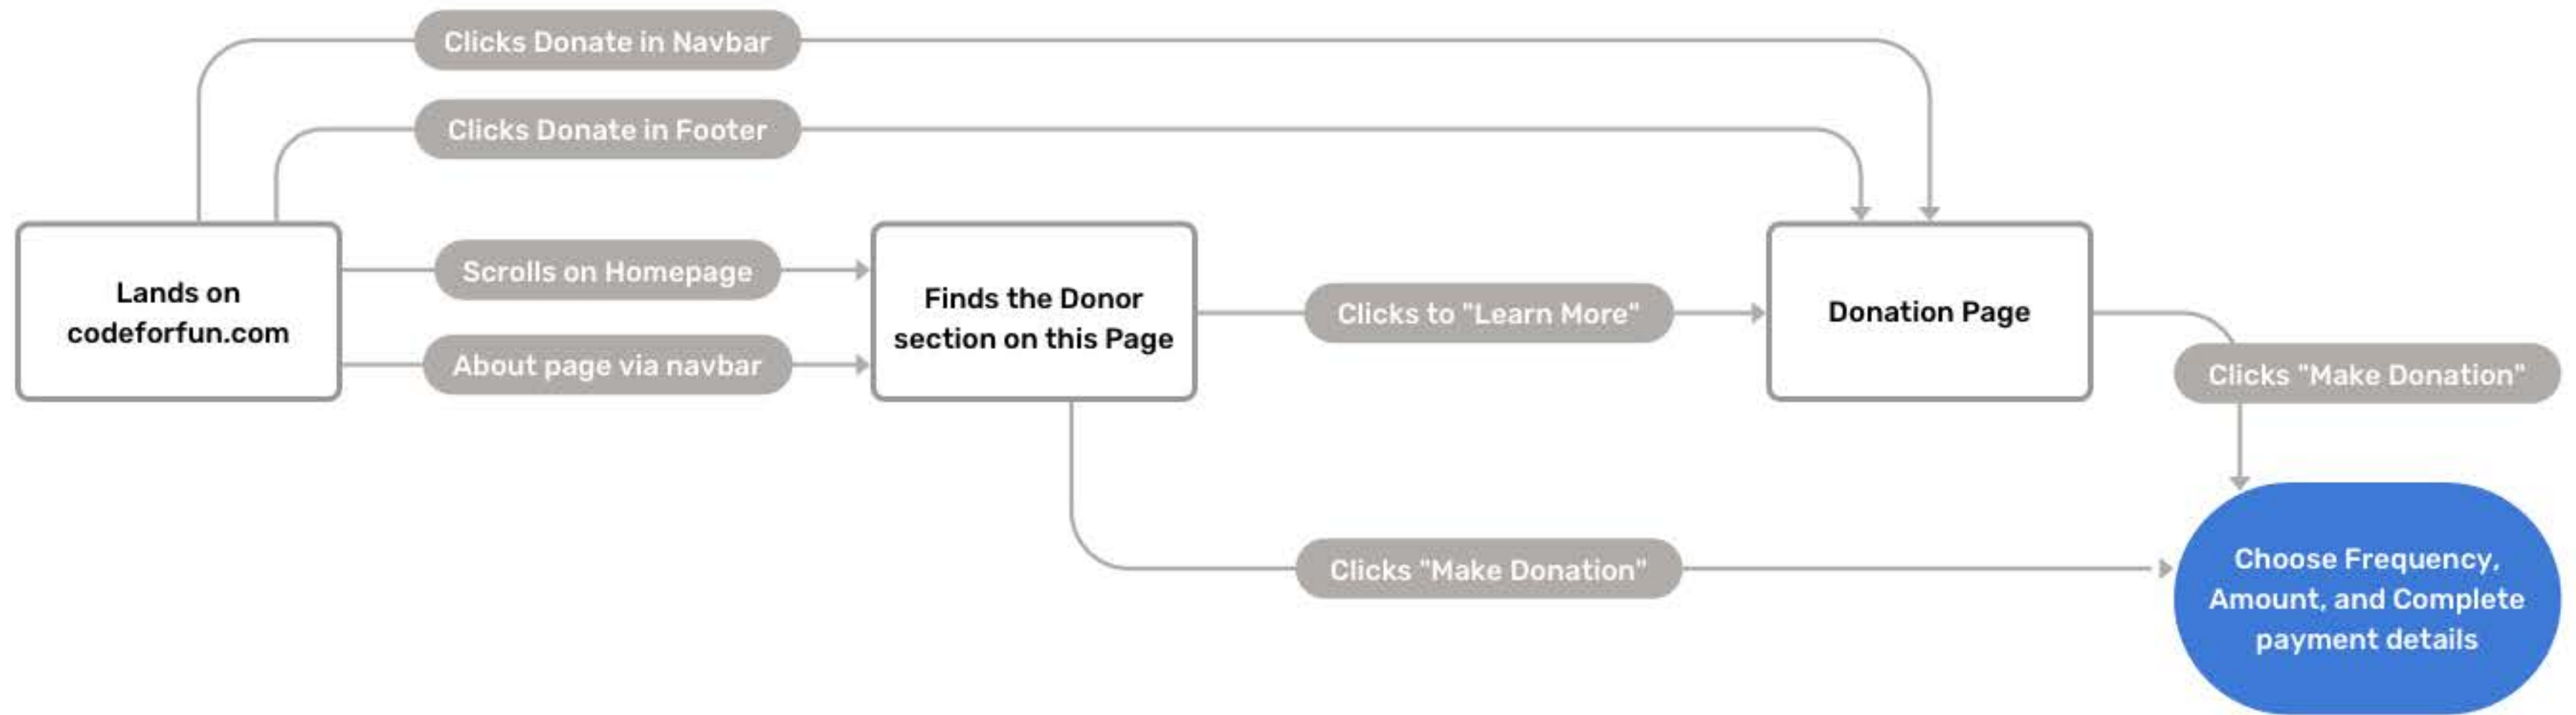 Clicks Donate in Navbar
Clicks Donate in Footer
Lands on
codeforfun.com
Scrolls on Homepage
About page via navbar
Finds the Donor
section on this Page
Clicks to "Learn More"
Donation Page
Clicks "Make Donation"
Clicks "Make Donation"
Choose Frequency,
Amount, and Complete
payment details